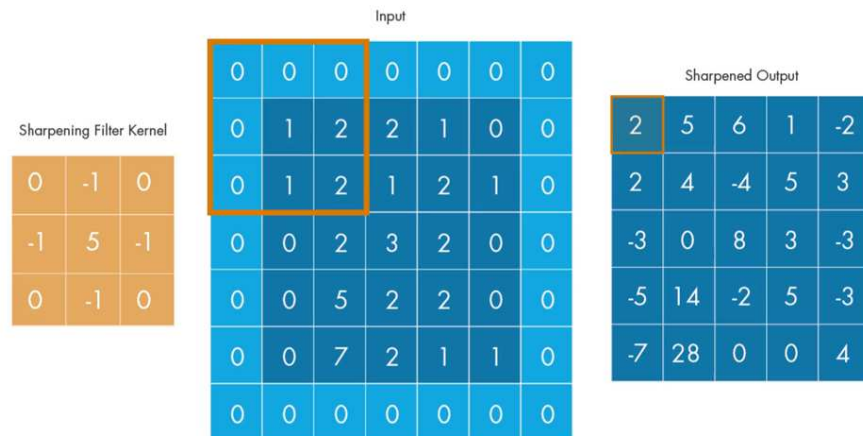 Input
0 0 0 0 0 0 0
0 1 2 2 1 0 0
0 1 2 1 2 1 0
0 0 2 3 2 0 0
0 0 5 2 2 0 0
0 0 7 2 1 1 0
0 0 0 0 0 0 0
Sharpening Filter Kernel
0 -1 0
-1 5 -1
0 -1 0
Sharpened Output
2 5 6 1 -2
2 4 -4 5 3
-3 0 8 3 -3
-5 14 -2 5 -3
-7 28 0 0 4